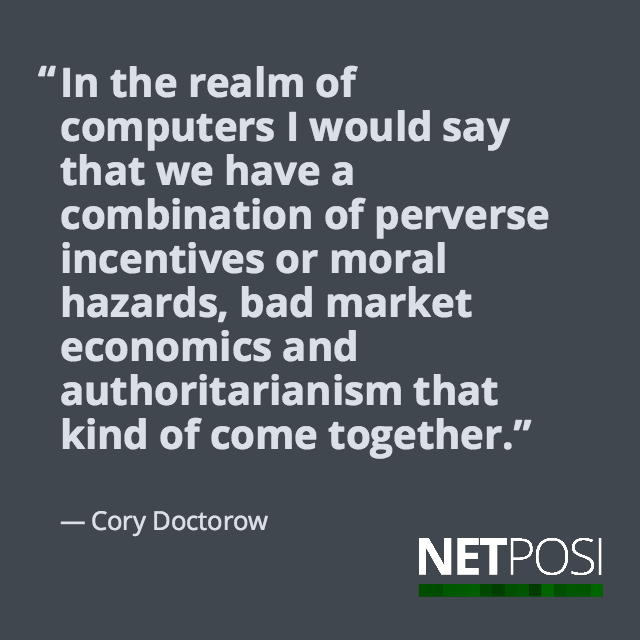 “In the realm of
computers I would say
that we have a
combination of perverse
incentives or moral
hazards, bad market
economics and
authoritarianism that
kind of come together.”
— Cory Doctorow
NETPOSI